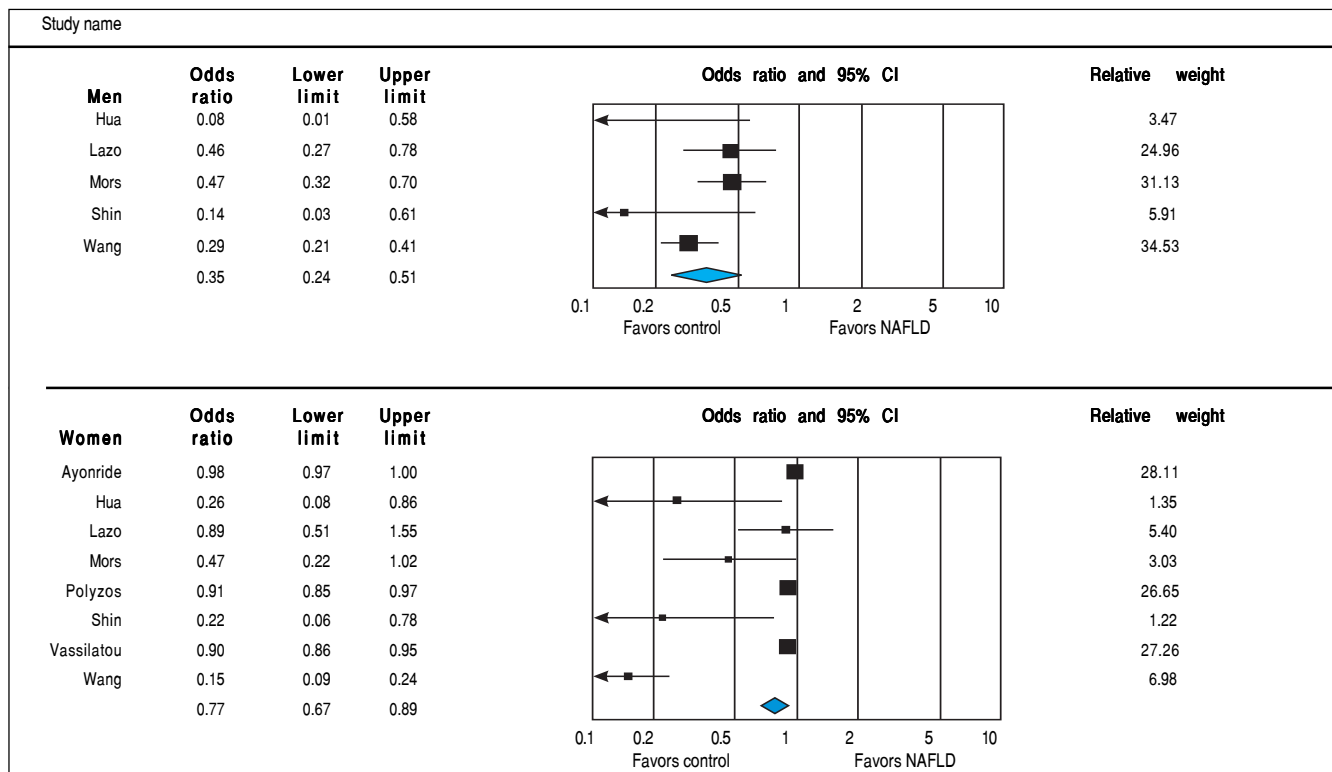 Study name
Men Odds ratio Lower limit Upper limit Odds ratio and 95% CI Relative weight
Hua 0.08 0.01 0.58 3.47
Lazo 0.46 0.27 0.78 24.96
Mors 0.47 0.32 0.70 31.13
Shin 0.14 0.03 0.61 5.91
Wang 0.29 0.21 0.41 34.53
0.35 0.24 0.51
0.1 0.2 0.5 1 2 5 10
Favors control Favors NAFLD
Women Odds ratio Lower limit Upper limit Odds ratio and 95% CI Relative weight
Ayonride 0.98 0.97 1.00 28.11
Hua 0.26 0.08 0.86 1.35
Lazo 0.89 0.51 1.55 5.40
Mors 0.47 0.22 1.02 3.03
Polyzos 0.91 0.85 0.97 26.65
Shin 0.22 0.06 0.78 1.22
Vassilatou 0.90 0.86 0.95 27.26
Wang 0.15 0.09 0.24 6.98
0.77 0.67 0.89
0.1 0.2 0.5 1 2 5 10
Favors control Favors NAFLD